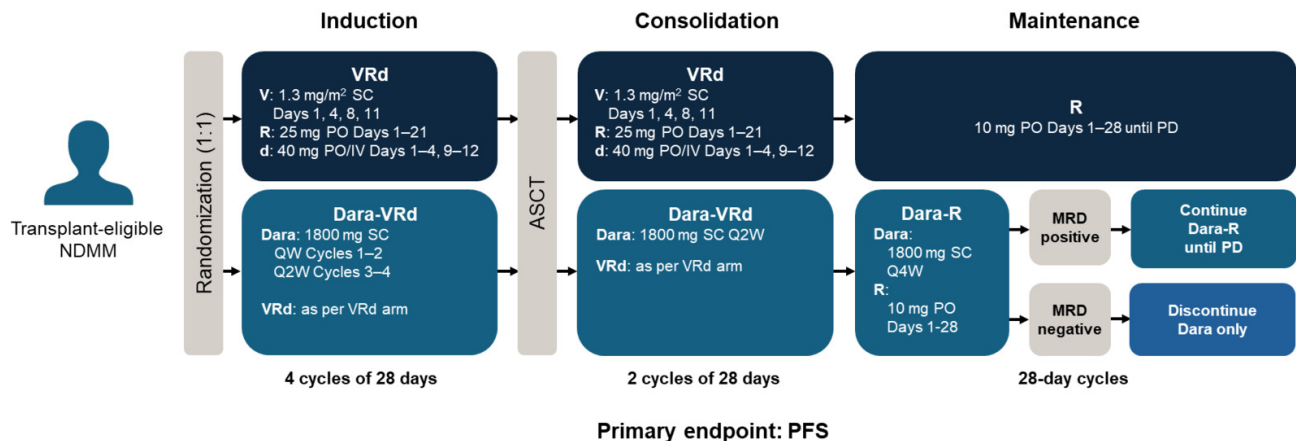 Induction
Consolidation
Maintenance
Transplant-eligible
NDMM
Randomization (1:1)
VRd
V: 1.3 mg/m² SC
Days 1, 4, 8, 11
R: 25 mg PO Days 1–21
d: 40 mg PO/IV Days 1–4, 9–12
Dara-VRd
Dara: 1800 mg SC
QW Cycles 1–2
Q2W Cycles 3–4
VRd: as per VRd arm
4 cycles of 28 days
ASCT
VRd
V: 1.3 mg/m² SC
Days 1, 4, 8, 11
R: 25 mg PO Days 1–21
d: 40 mg PO/IV Days 1–4, 9–12
Dara-VRd
Dara: 1800 mg SC Q2W
VRd: as per VRd arm
2 cycles of 28 days
R
10 mg PO Days 1–28 until PD
Dara-R
Dara:
1800 mg SC
Q4W
R:
10 mg PO
Days 1-28
MRD
positive
Continue
Dara-R
until PD
MRD
negative
Discontinue
Dara only
28-day cycles
Primary endpoint: PFS